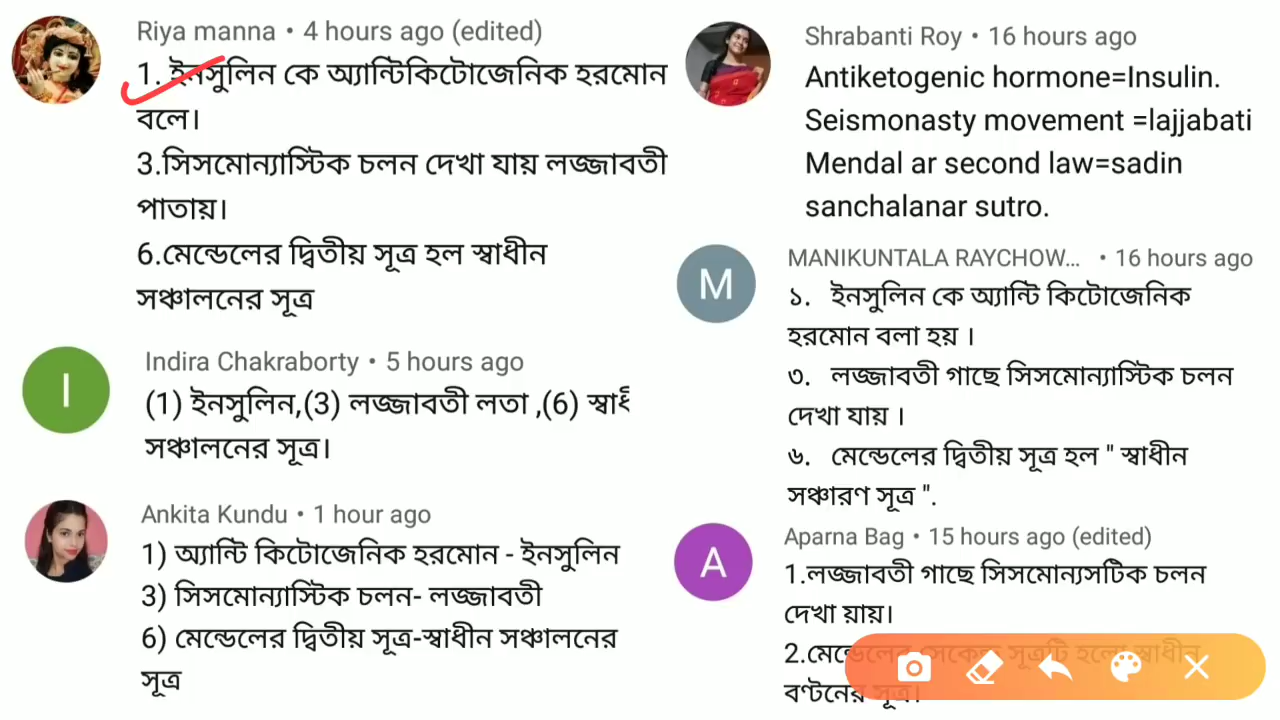 Riya manna • 4 hours ago (edited)
1. ইনসুলিন কে অ্যান্টিকিটোজেনিক হরমোন
বলে।
3.সিসমোন্যাস্টিক চলন দেখা যায় লজ্জাবতী
পাতায়।
6.মেন্ডেলের দ্বিতীয় সূত্র হল স্বাধীন
সঞ্চালনের সূত্র
I
Indira Chakraborty • 5 hours ago
(1) ইনসুলিন,(3) লজ্জাবতী লতা ,(6)
সঞ্চালনের সূত্র।
Ankita Kundu • 1 hour ago
1) অ্যান্টি কিটোজেনিক হরমোন - ইনসুলিন
3) সিসমোন্যাস্টিক চলন- লজ্জাবতী
6) মেন্ডেলের দ্বিতীয় সূত্র-স্বাধীন সঞ্চালনের
সূত্র
Shrabanti Roy • 16 hours ago
Antiketogenic hormone=Insulin.
Seismonasty movement =lajjabati
Mendal ar second law=sadin
sanchalanar sutro.
M
MANIKUNTALA RAYCHOW... • 16 hours ago
১. ইনসুলিন কে অ্যান্টি কিটোজেনিক
হরমোন বলা হয় ।
৩. লজ্জাবতী গাছে সিসমোন্যাস্টিক চলন
দেখা যায় ।
৬. মেন্ডেলের দ্বিতীয় সূত্র হল " স্বাধীন
সঞ্চারণ সূত্র ".
A
Aparna Bag • 15 hours ago (edited)
1.লজ্জাবতী গাছে সিসমোন্যসটিক চলন
দেখা য়ায়।
2.মেন্ডেলের সেকেন্ড সূত্রটি হলো স্বাধীন
বণ্টনের সূত্র।